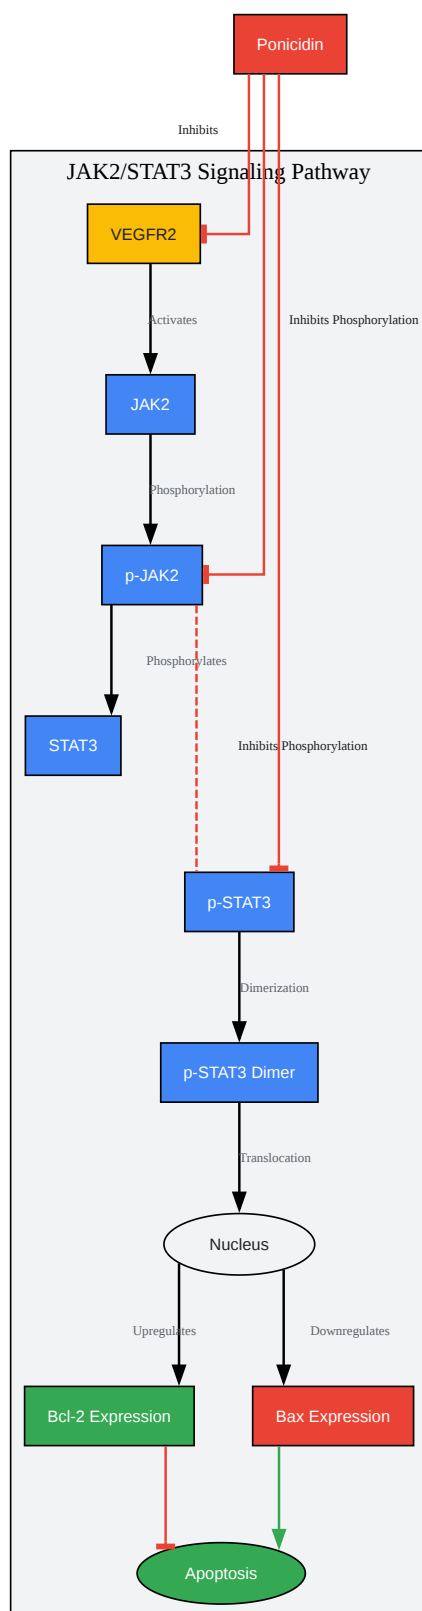 Ponicidin
Inhibits
JAK2/STAT3 Signaling Pathway
VEGFR2
Activates
Inhibits Phosphorylation
JAK2
Phosphorylation
p-JAK2
Phosphorylates
STAT3
Inhibits Phosphorylation
p-STAT3
Dimerization
p-STAT3 Dimer
Translocation
Nucleus
Upregulates
Downregulates
Bcl-2 Expression
Bax Expression
Apoptosis